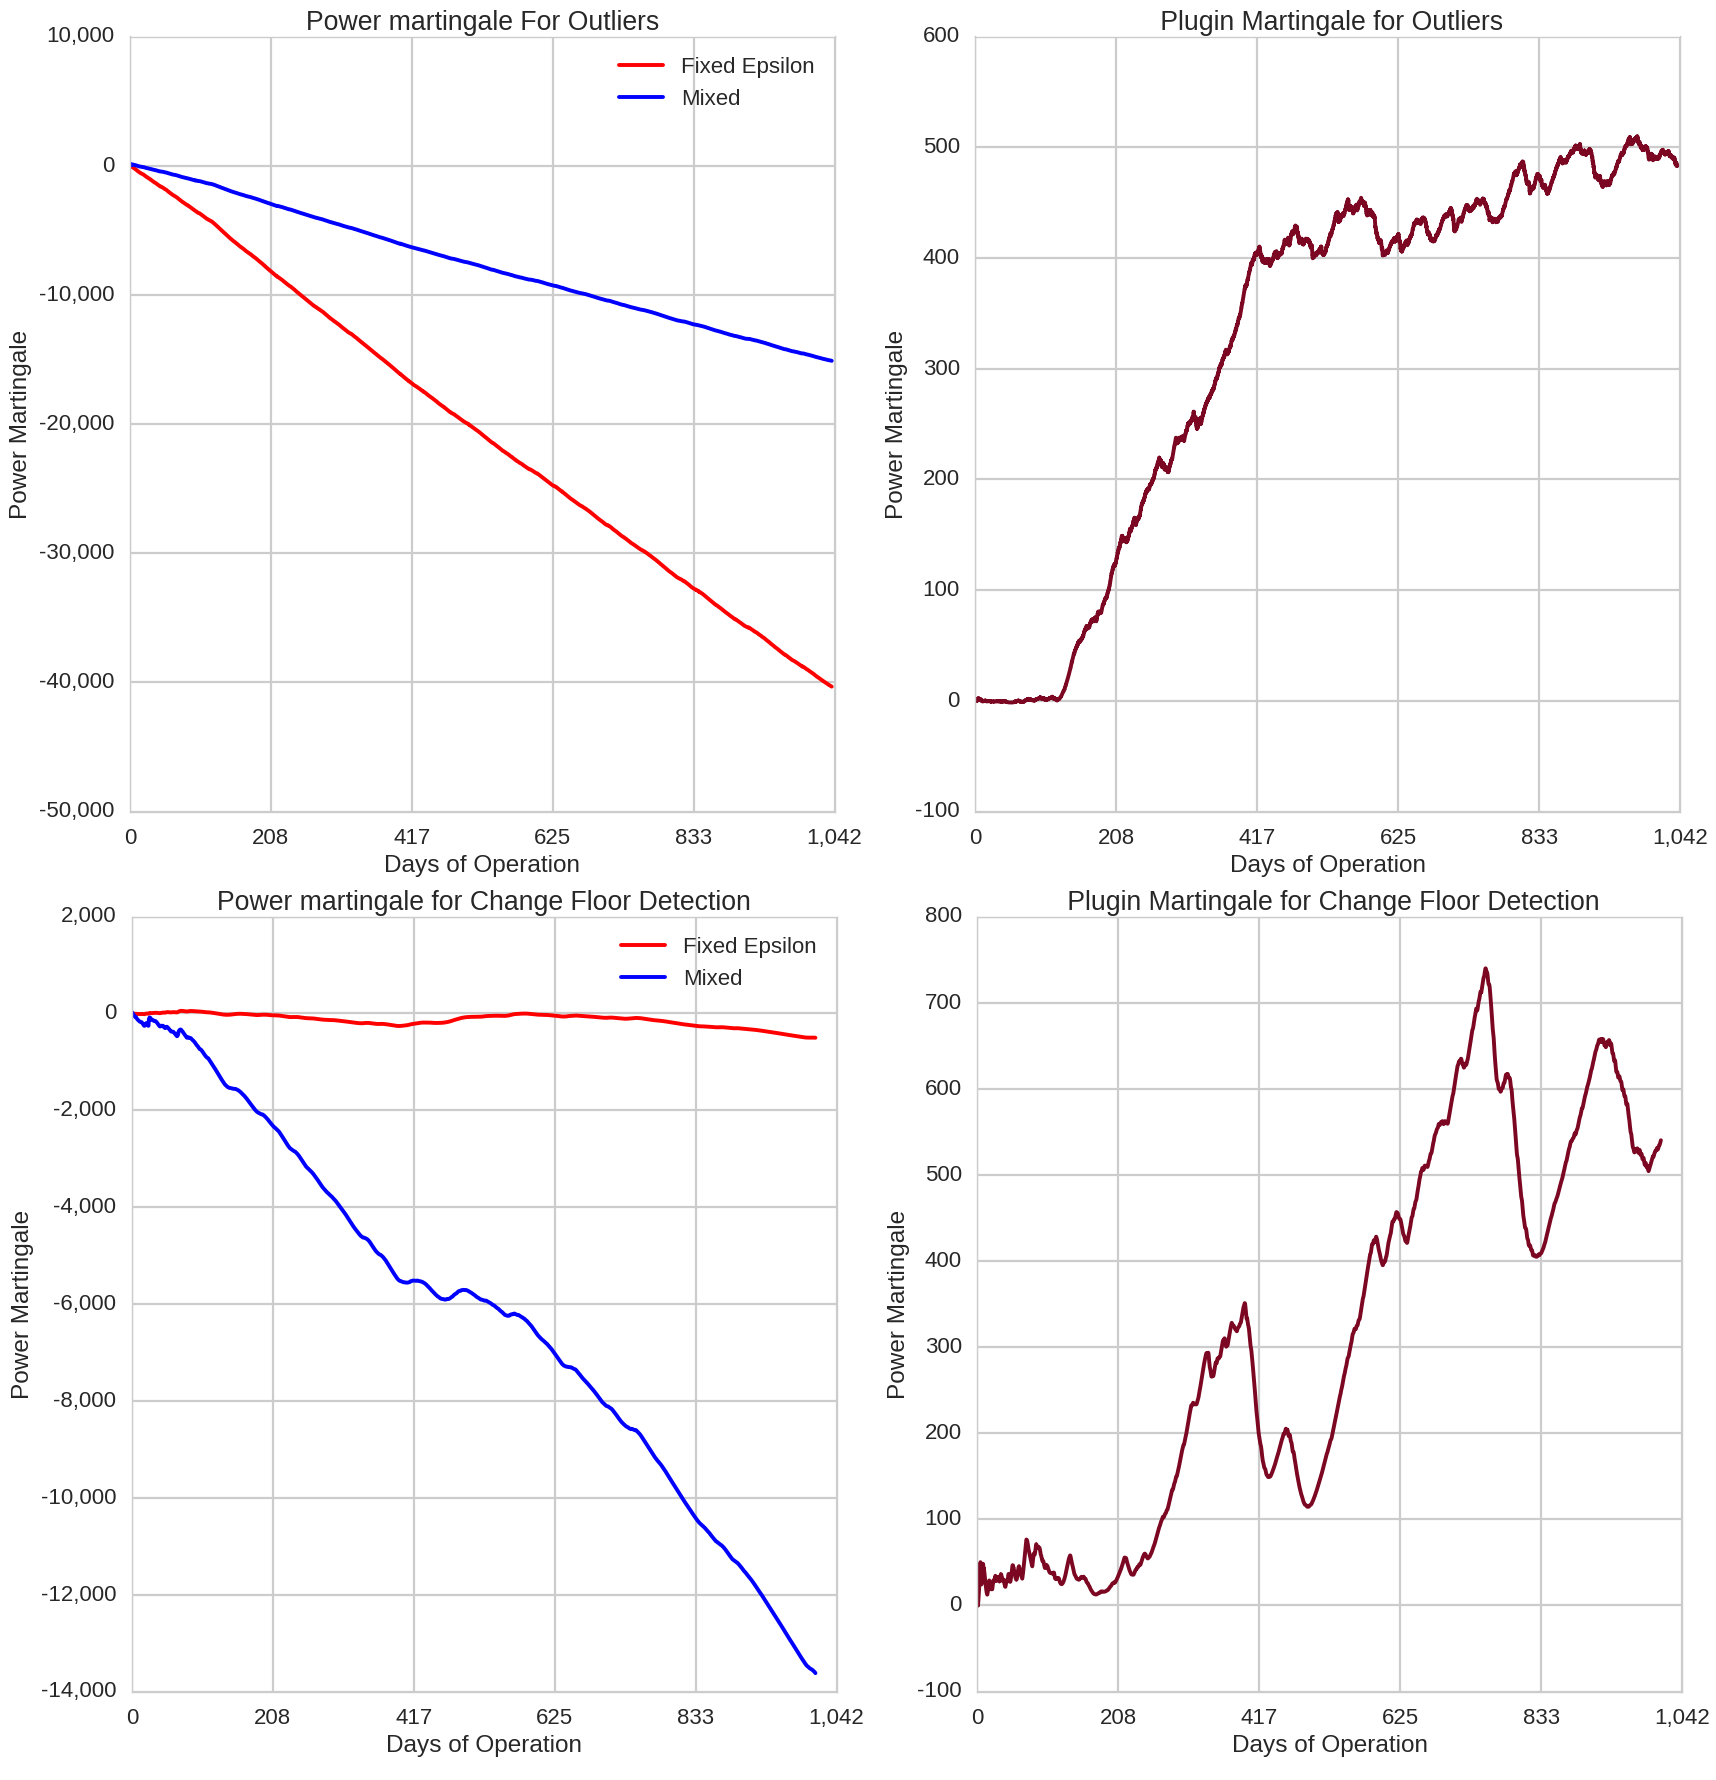 Power martingale For Outliers
10,000
0
-10,000
-20,000
-30,000
-40,000
-50,000
Power Martingale
Fixed Epsilon
Mixed
0 208 417 625 833 1,042
Days of Operation
Plugin Martingale for Outliers
600
500
400
300
200
100
0
-100
Power Martingale
0 208 417 625 833 1,042
Days of Operation
Power martingale for Change Floor Detection
2,000
0
-2,000
-4,000
-6,000
-8,000
-10,000
-12,000
-14,000
Power Martingale
Fixed Epsilon
Mixed
0 208 417 625 833 1,042
Days of Operation
Plugin Martingale for Change Floor Detection
800
700
600
500
400
300
200
100
0
-100
Power Martingale
0 208 417 625 833 1,042
Days of Operation